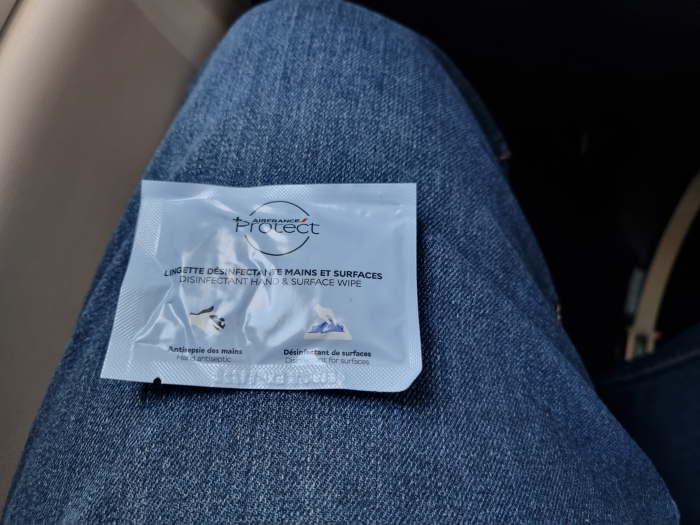 AIRFRANCE
Protect
LINGETTE DÉSINFECTANTE MAINS ET SURFACES
DISINFECTANT HAND & SURFACE WIPE
Antisepsie des mains
Hand antiseptic
Désinfectant de surfaces
Disinfectant for surfaces